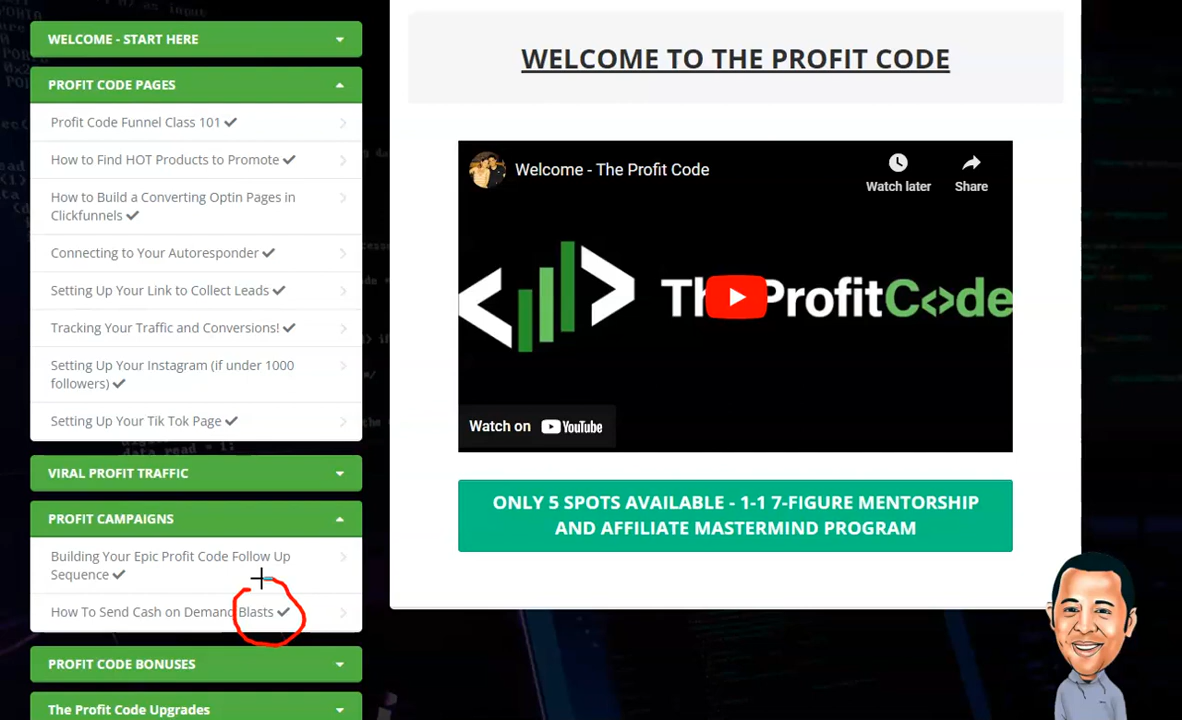 WELCOME - START HERE
PROFIT CODE PAGES
Profit Code Funnel Class 101
How to Find HOT Products to Promote
How to Build a Converting Optin Pages in
Clickfunnels
Connecting to Your Autoresponder
Setting Up Your Link to Collect Leads
Tracking Your Traffic and Conversions!
Setting Up Your Instagram (if under 1000
followers)
Setting Up Your Tik Tok Page
VIRAL PROFIT TRAFFIC
PROFIT CAMPAIGNS
Building Your Epic Profit Code Follow Up
Sequence
How To Send Cash on Demand Blasts
PROFIT CODE BONUSES
The Profit Code Upgrades
WELCOME TO THE PROFIT CODE
Welcome - The Profit Code
Watch later
Share
Th ProfitC<>de
Watch on YouTube
ONLY 5 SPOTS AVAILABLE - 1-1 7-FIGURE MENTORSHIP
AND AFFILIATE MASTERMIND PROGRAM